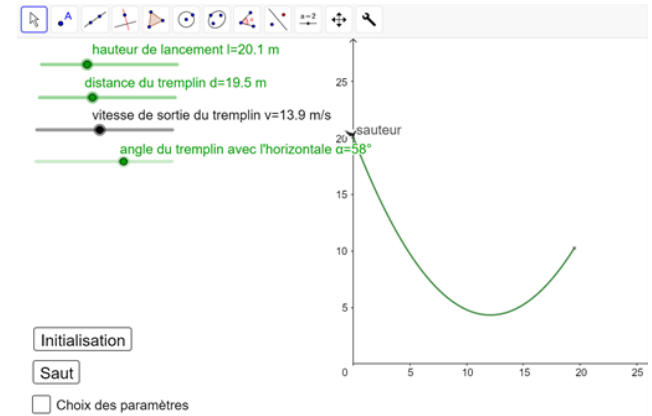 A
a=2
hauteur de lancement l=20.1 m
distance du tremplin d=19.5 m
vitesse de sortie du tremplin v=13.9 m/s
angle du tremplin avec l'horizontale α=58°
sauteur
25
20
15
10
5
0 5 10 15 20 25
Initialisation
Saut
Choix des paramètres